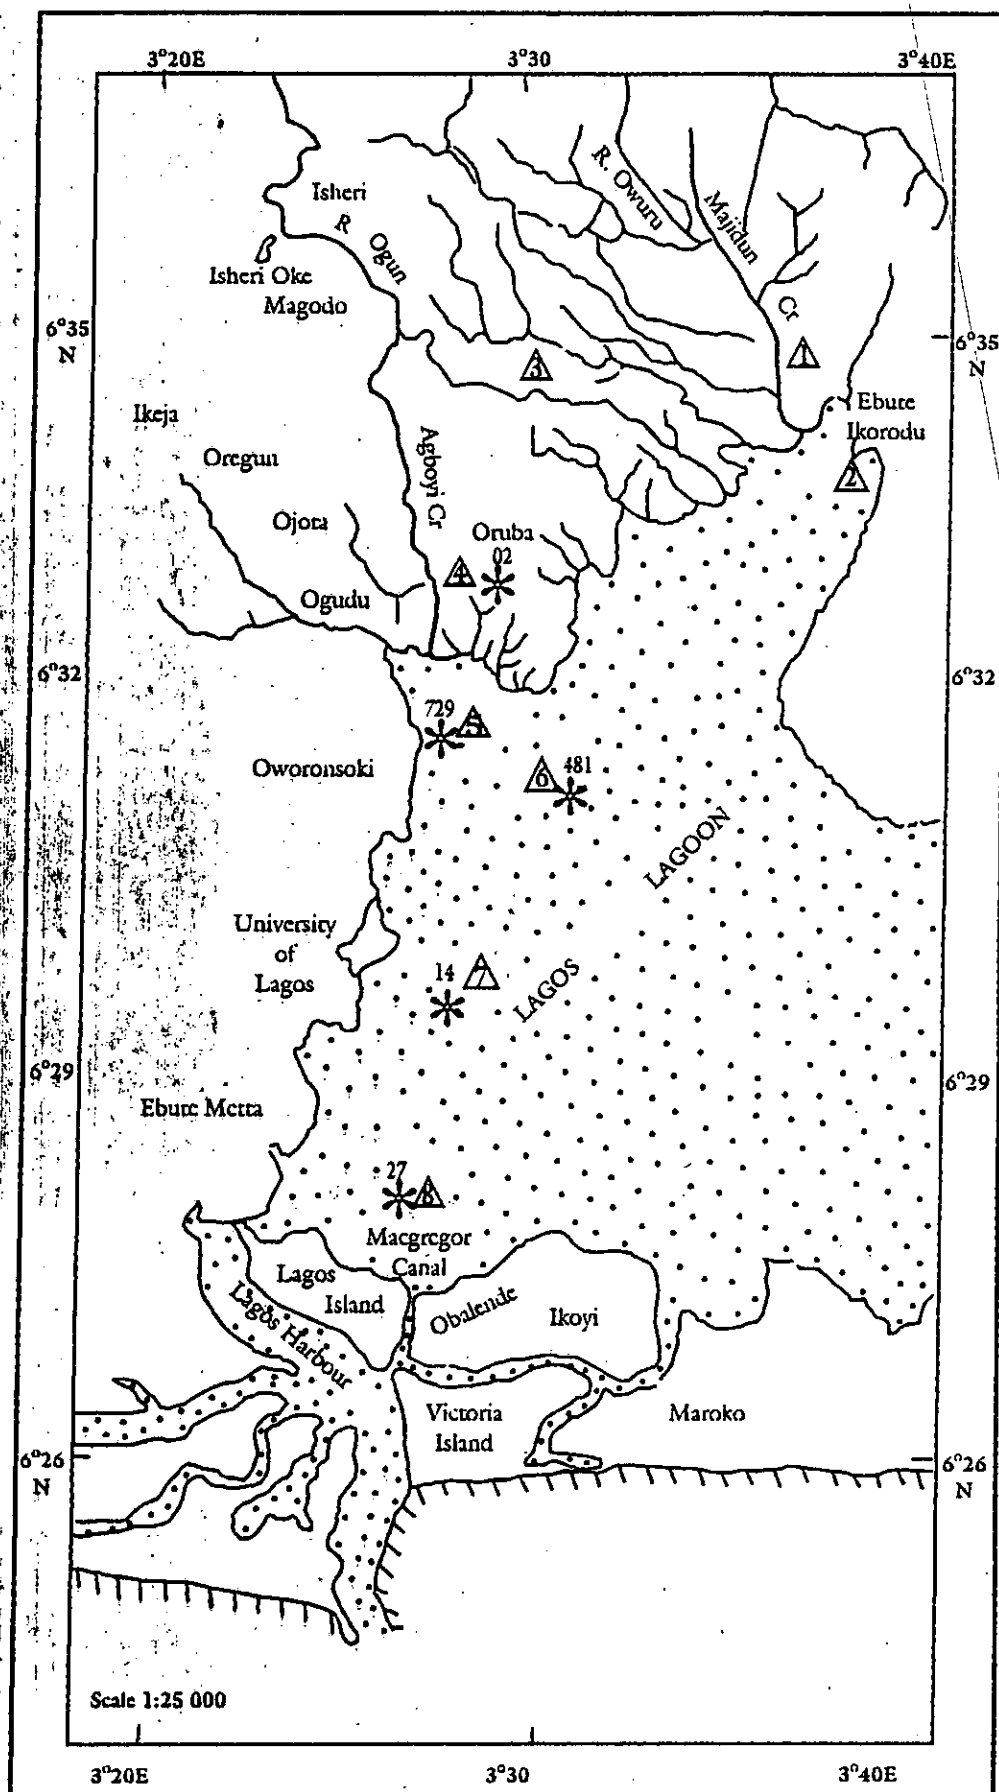 3°20E 3°30 3°40E
Isheri
R Ogun
R. Owuru
Majidun
Cr
Isheri Oke
Magodo
6°35
N
6°35
N
1
3
Ikeja
Ebute
Ikorodu
2
Oregun
Agboyi Cr
Ojota
Oruba
02
4
Ogudu
6°32
6°32
729
5
Oworonsoki
6
481
LAGOON
University
of
Lagos
14
7
LAGOS
6°29
6°29
Ebute Metta
27
8
Macgregor
Canal
Lagos
Island
Lagos Harbour
Obalende
Ikoyi
Victoria
Island
Maroko
6°26
N
6°26
N
Scale 1:25 000
3°20E 3°30 3°40E